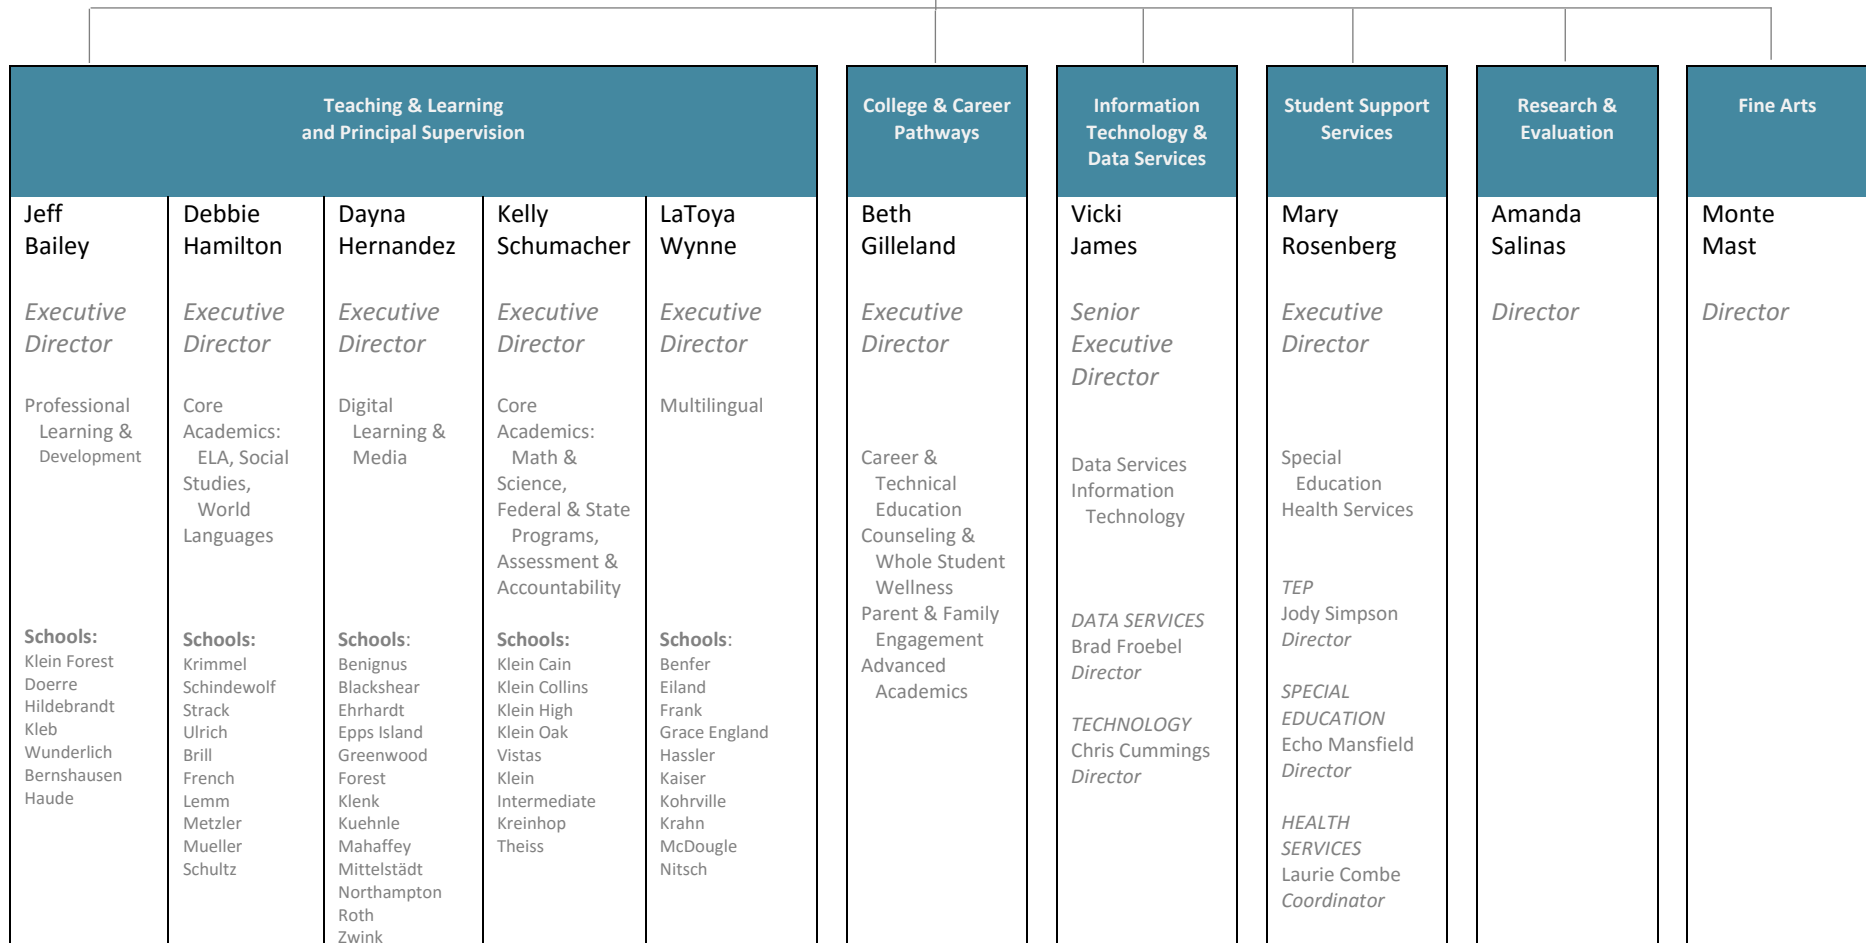 Teaching & Learning
and Principal Supervision
Jeff
Bailey
Executive
Director
Professional
Learning &
Development
Schools:
Klein Forest
Doerre
Hildebrandt
Kleb
Wunderlich
Bernshausen
Haude
Debbie
Hamilton
Executive
Director
Core
Academics:
ELA, Social
Studies,
World
Languages
Schools:
Krimmel
Schindewolf
Strack
Ulrich
Brill
French
Lemm
Metzler
Mueller
Schultz
Dayna
Hernandez
Executive
Director
Digital
Learning &
Media
Schools:
Benignus
Blackshear
Ehrhardt
Epps Island
Greenwood
Forest
Klenk
Kuehnle
Mahaffey
Mittelstädt
Northampton
Roth
Zwink
Kelly
Schumacher
Executive
Director
Core
Academics:
Math &
Science,
Federal & State
Programs,
Assessment &
Accountability
Schools:
Klein Cain
Klein Collins
Klein High
Klein Oak
Vistas
Klein
Intermediate
Kreinhop
Theiss
LaToya
Wynne
Executive
Director
Multilingual
Schools:
Benfer
Eiland
Frank
Grace England
Hassler
Kaiser
Kohrville
Krahn
McDougle
Nitsch
College & Career
Pathways
Beth
Gilleland
Executive
Director
Career &
Technical
Education
Counseling &
Whole Student
Wellness
Parent & Family
Engagement
Advanced
Academics
Information
Technology &
Data Services
Vicki
James
Senior
Executive
Director
Data Services
Information
Technology
DATA SERVICES
Brad Froebel
Director
TECHNOLOGY
Chris Cummings
Director
Student Support
Services
Mary
Rosenberg
Executive
Director
Special
Education
Health Services
TEP
Jody Simpson
Director
SPECIAL
EDUCATION
Echo Mansfield
Director
HEALTH
SERVICES
Laurie Combe
Coordinator
Research &
Evaluation
Amanda
Salinas
Director
Fine Arts
Monte
Mast
Director